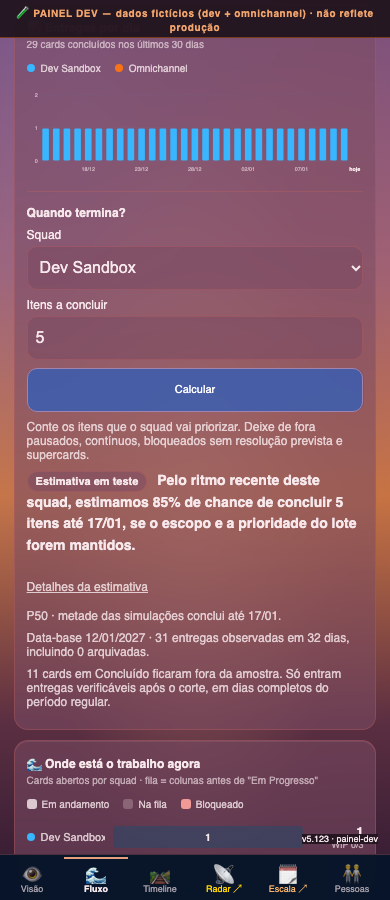 PAINEL DEV — dados fictícios (dev + omnichannel) · não reflete
produção
29 cards concluídos nos últimos 30 dias
Dev Sandbox Omnichannel
2
1
0
18/12 23/12 28/12 02/01 07/01 hoje
Quando termina?
Squad
Dev Sandbox
Itens a concluir
5
Calcular
Conte os itens que o squad vai priorizar. Deixe de fora
pausados, contínuos, bloqueados sem resolução prevista e
supercards.
Estimativa em teste Pelo ritmo recente deste
squad, estimamos 85% de chance de concluir 5
itens até 17/01, se o escopo e a prioridade do lote
forem mantidos.
Detalhes da estimativa
P50 · metade das simulações conclui até 17/01.
Data-base 12/01/2027 · 31 entregas observadas em 32 dias,
incluindo 0 arquivadas.
11 cards em Concluído ficaram fora da amostra. Só entram
entregas verificáveis após o corte, em dias completos do
período regular.
Onde está o trabalho agora
Cards abertos por squad · fila = colunas antes de "Em Progresso"
Em andamento Na fila Bloqueado
Dev Sandbox 1 1
v5.123 · painel-dev
WIP 0/3
Visão Fluxo Timeline Radar ↗ Escala ↗ Pessoas